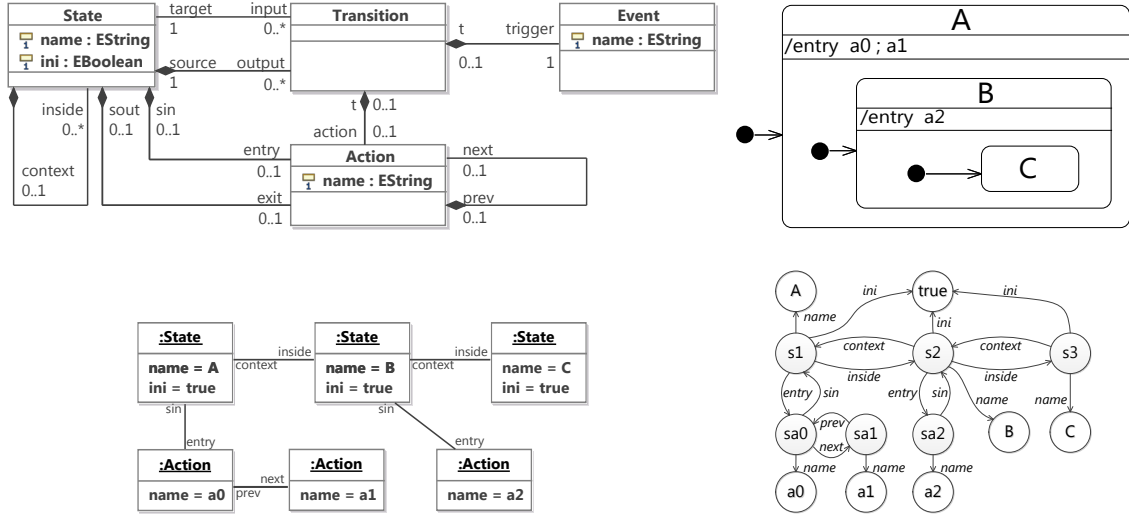 State
name : EString
ini : EBoolean
target
1
input
0..*
source
1
output
0..*
Transition
t
0..1
trigger
1
Event
name : EString
inside
0..*
context
0..1
sout
0..1
sin
0..1
t 0..1
action
0..1
entry
0..1
exit
0..1
Action
name : EString
next
0..1
prev
0..1
A
/entry a0 ; a1
B
/entry a2
C
:State
name = A
ini = true
inside
context
:State
name = B
ini = true
inside
context
:State
name = C
ini = true
sin
entry
sin
entry
:Action
name = a0
next
prev
:Action
name = a1
:Action
name = a2
A
true
ini
ini
name
ini
s1
context
s2
context
s3
inside
inside
entry
sin
entry
sin
name
name
sa0
prev
next
sa1
sa2
B
C
name
name
name
a0
a1
a2